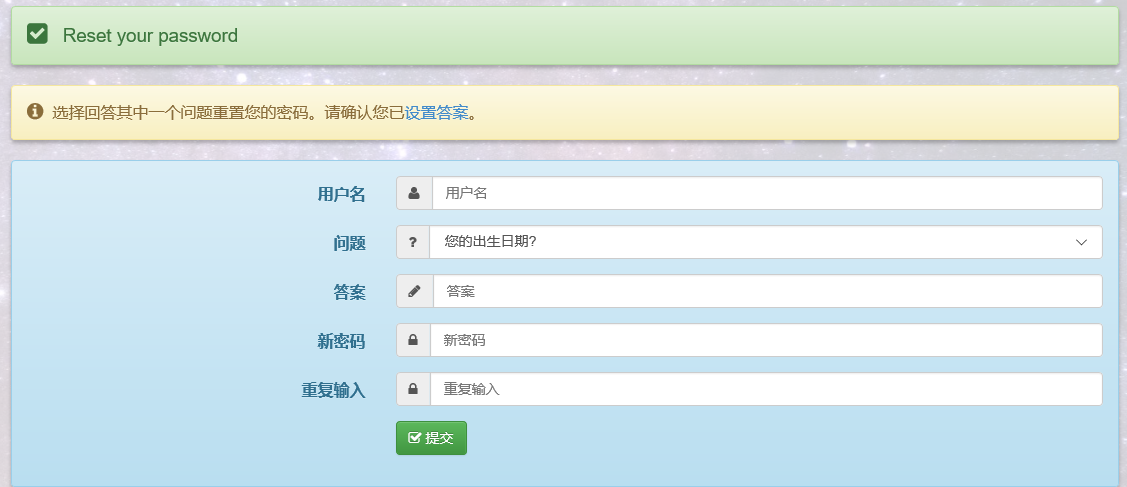 Reset your password
选择回答其中一个问题重置您的密码。请确认您已设置答案。
用户名 用户名
问题 ? 您的出生日期?
答案 答案
新密码 新密码
重复输入 重复输入
提交